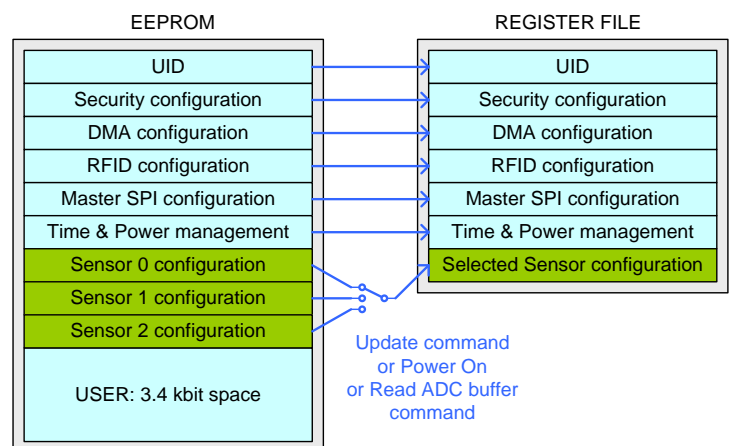 EEPROM
UID
Security configuration
DMA configuration
RFID configuration
Master SPI configuration
Time & Power management
Sensor 0 configuration
Sensor 1 configuration
Sensor 2 configuration
USER: 3.4 kbit space
REGISTER FILE
UID
Security configuration
DMA configuration
RFID configuration
Master SPI configuration
Time & Power management
Selected Sensor configuration
Update command
or Power On
or Read ADC buffer
command